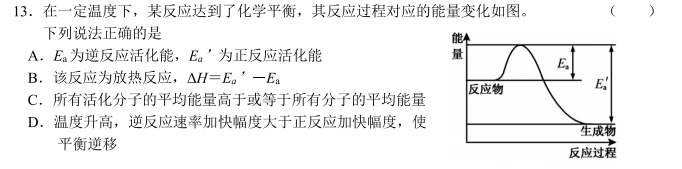 13. 在一定温度下，某反应达到了化学平衡，其反应过程对应的能量变化如图。 （ ）
下列说法正确的是
A．Eₐ为逆反应活化能，Eₐ′为正反应活化能
B．该反应为放热反应，ΔH＝Eₐ′－Eₐ
C．所有活化分子的平均能量高于或等于所有分子的平均能量
D．温度升高，逆反应速率加快幅度大于正反应加快幅度，使
平衡逆移
能量
Eₐ
E′ₐ
反应物
生成物
反应过程